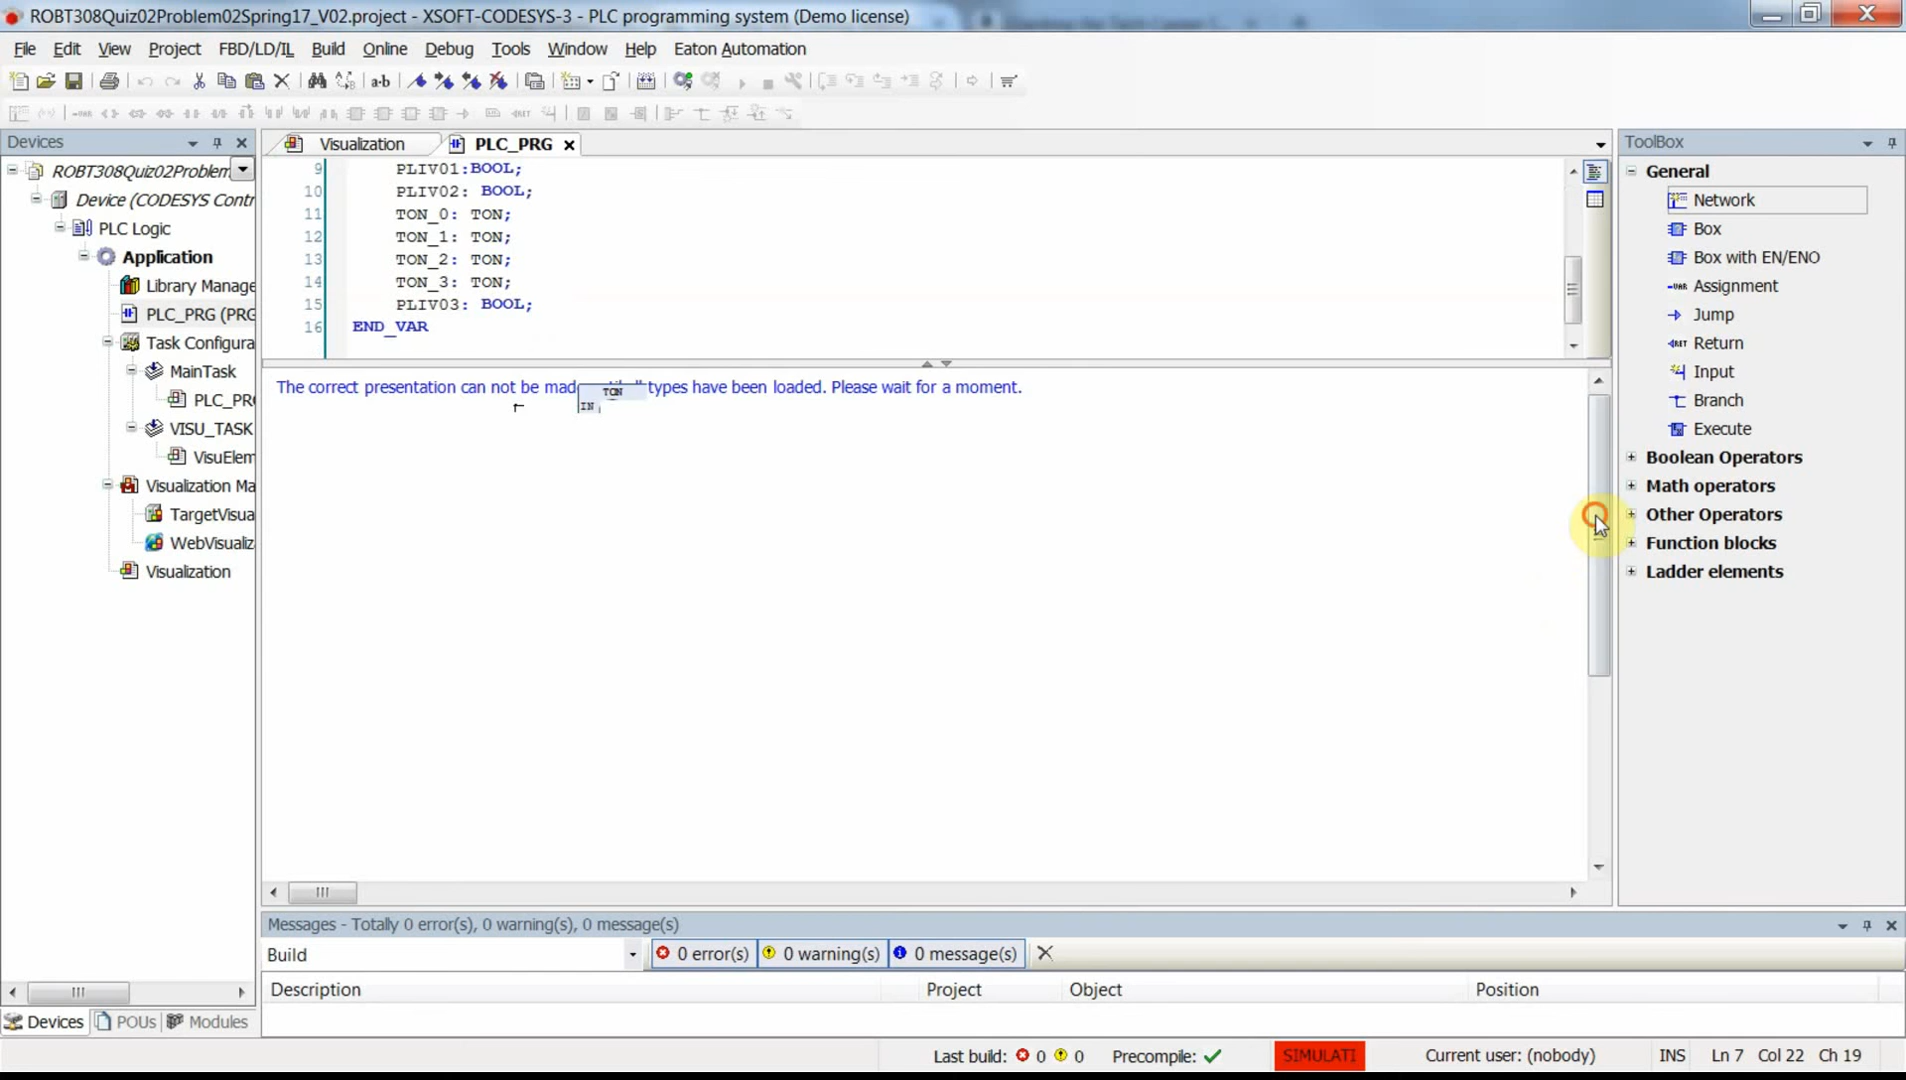 ROBT308Quiz02Problem02Spring17_V02.project - XSOFT-CODESYS-3 - PLC programming system (Demo license)
File Edit View Project FBD/LD/IL Build Online Debug Tools Window Help Eaton Automation
Devices
ROBT308Quiz02Problem
Device (CODESYS Contr
PLC Logic
Application
Library Manage
PLC_PRG (PRG
Task Configura
MainTask
PLC_PR
VISU_TASK
VisuElem
Visualization Ma
TargetVisua
WebVisualiz
Visualization
Devices POUs Modules
Visualization PLC_PRG
9 PLIV01:BOOL;
10 PLIV02: BOOL;
11 TON_0: TON;
12 TON_1: TON;
13 TON_2: TON;
14 TON_3: TON;
15 PLIV03: BOOL;
16 END_VAR
The correct presentation can not be mad types have been loaded. Please wait for a moment.
TON
IN
ToolBox
General
Network
Box
Box with EN/ENO
Assignment
Jump
Return
Input
Branch
Execute
Boolean Operators
Math operators
Other Operators
Function blocks
Ladder elements
Messages - Totally 0 error(s), 0 warning(s), 0 message(s)
Build 0 error(s) 0 warning(s) 0 message(s)
Description Project Object Position
Last build: 0 0 Precompile: SIMULATI Current user: (nobody) INS Ln 7 Col 22 Ch 19